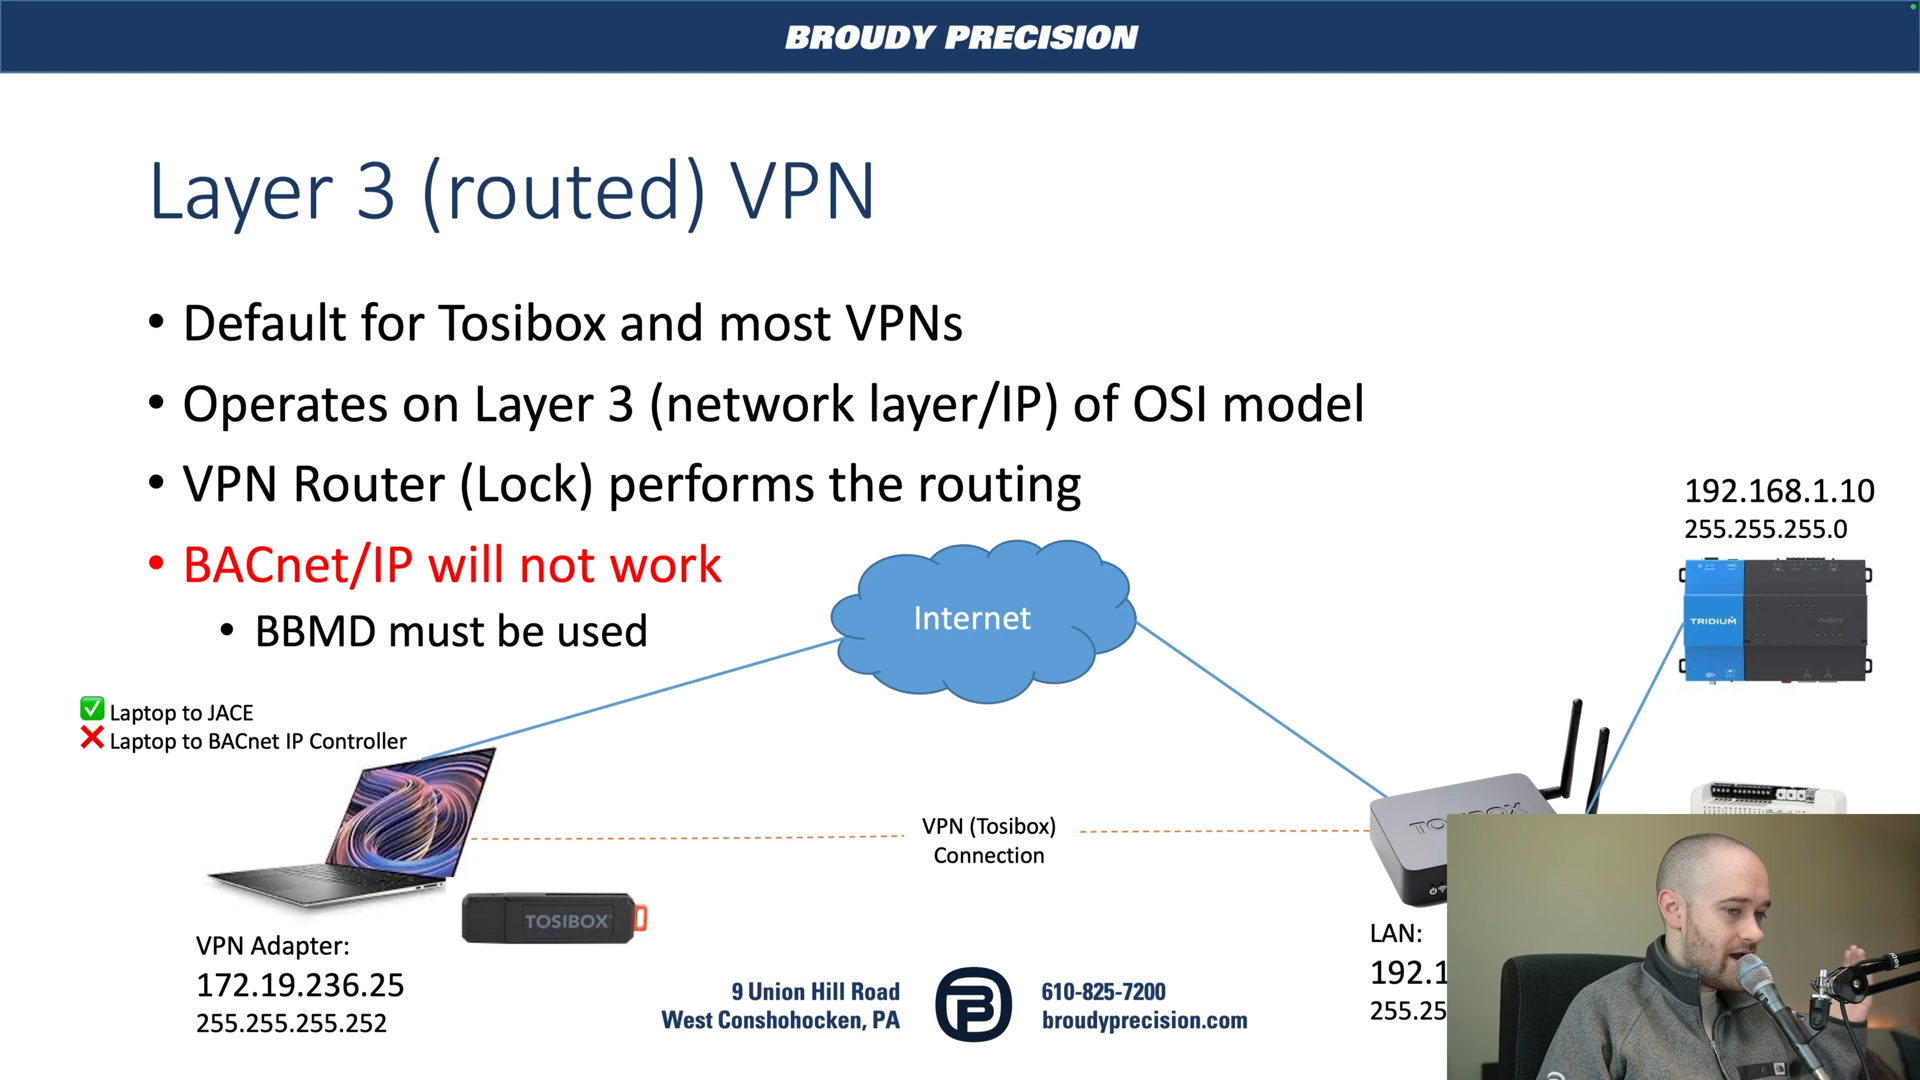 BROUDY PRECISION
Layer 3 (routed) VPN
• Default for Tosibox and most VPNs
• Operates on Layer 3 (network layer/IP) of OSI model
• VPN Router (Lock) performs the routing
• BACnet/IP will not work
• BBMD must be used
Internet
192.168.1.10
255.255.255.0
TRIDIUM
Laptop to JACE
Laptop to BACnet IP Controller
VPN (Tosibox)
Connection
TOSIBOX
VPN Adapter:
172.19.236.25
255.255.255.252
LAN:
192.1
255.25
9 Union Hill Road
West Conshohocken, PA
610-825-7200
broudyprecision.com